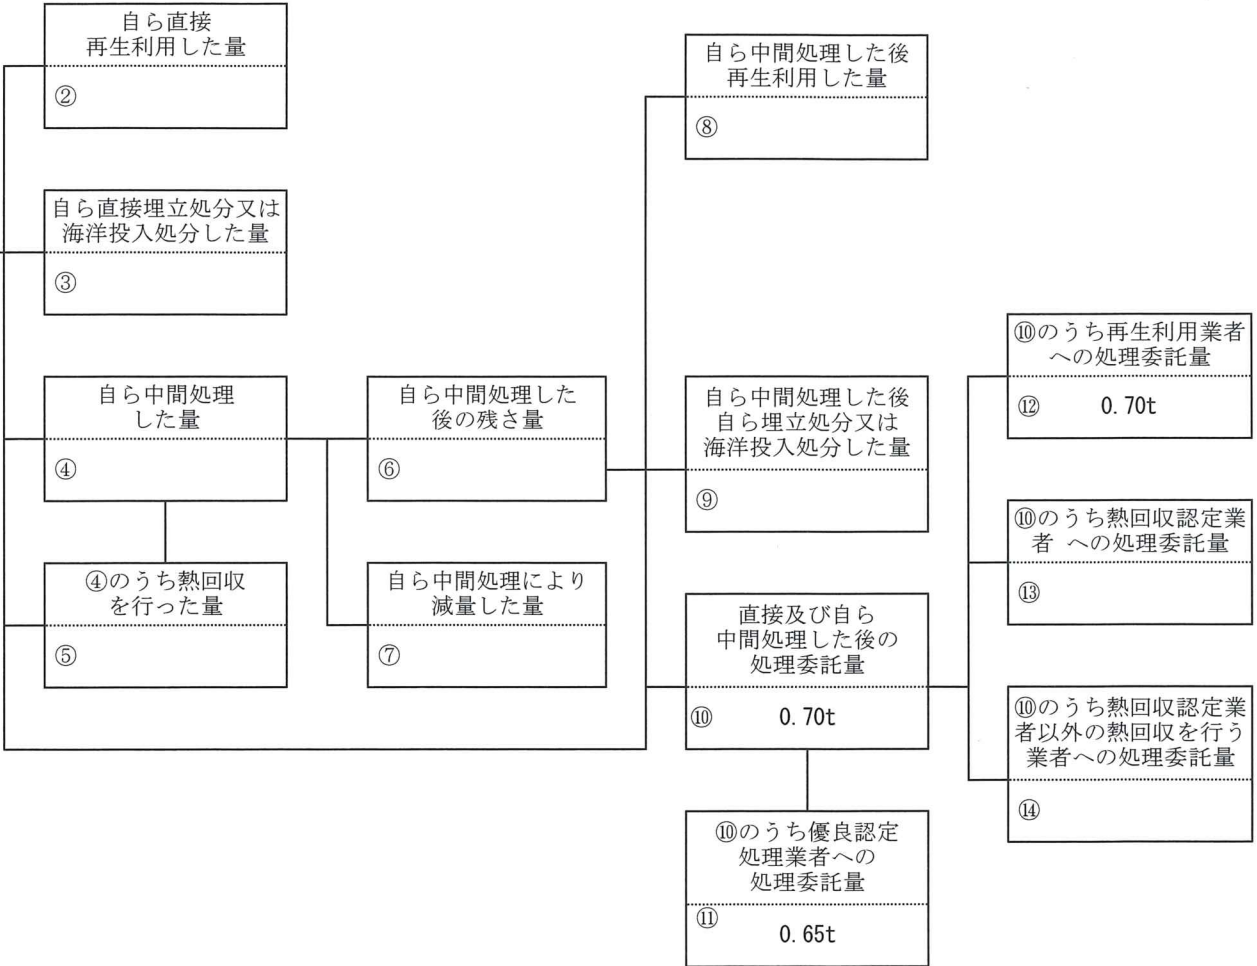 自ら直接
再生利用した量
②
自ら直接埋立処分又は
海洋投入処分した量
③
自ら中間処理
した量
④
④のうち熱回収
を行った量
⑤
自ら中間処理した
後の残さ量
⑥
自ら中間処理により
減量した量
⑦
自ら中間処理した後
再生利用した量
⑧
自ら中間処理した後
自ら埋立処分又は
海洋投入処分した量
⑨
直接及び自ら
中間処理した後の
処理委託量
⑩ 0.70t
⑩のうち優良認定
処理業者への
処理委託量
⑪
0.65t
⑩のうち再生利用業者
への処理委託量
⑫ 0.70t
⑩のうち熱回収認定業
者 への処理委託量
⑬
⑩のうち熱回収認定業
者以外の熱回収を行う
業者への処理委託量
⑭